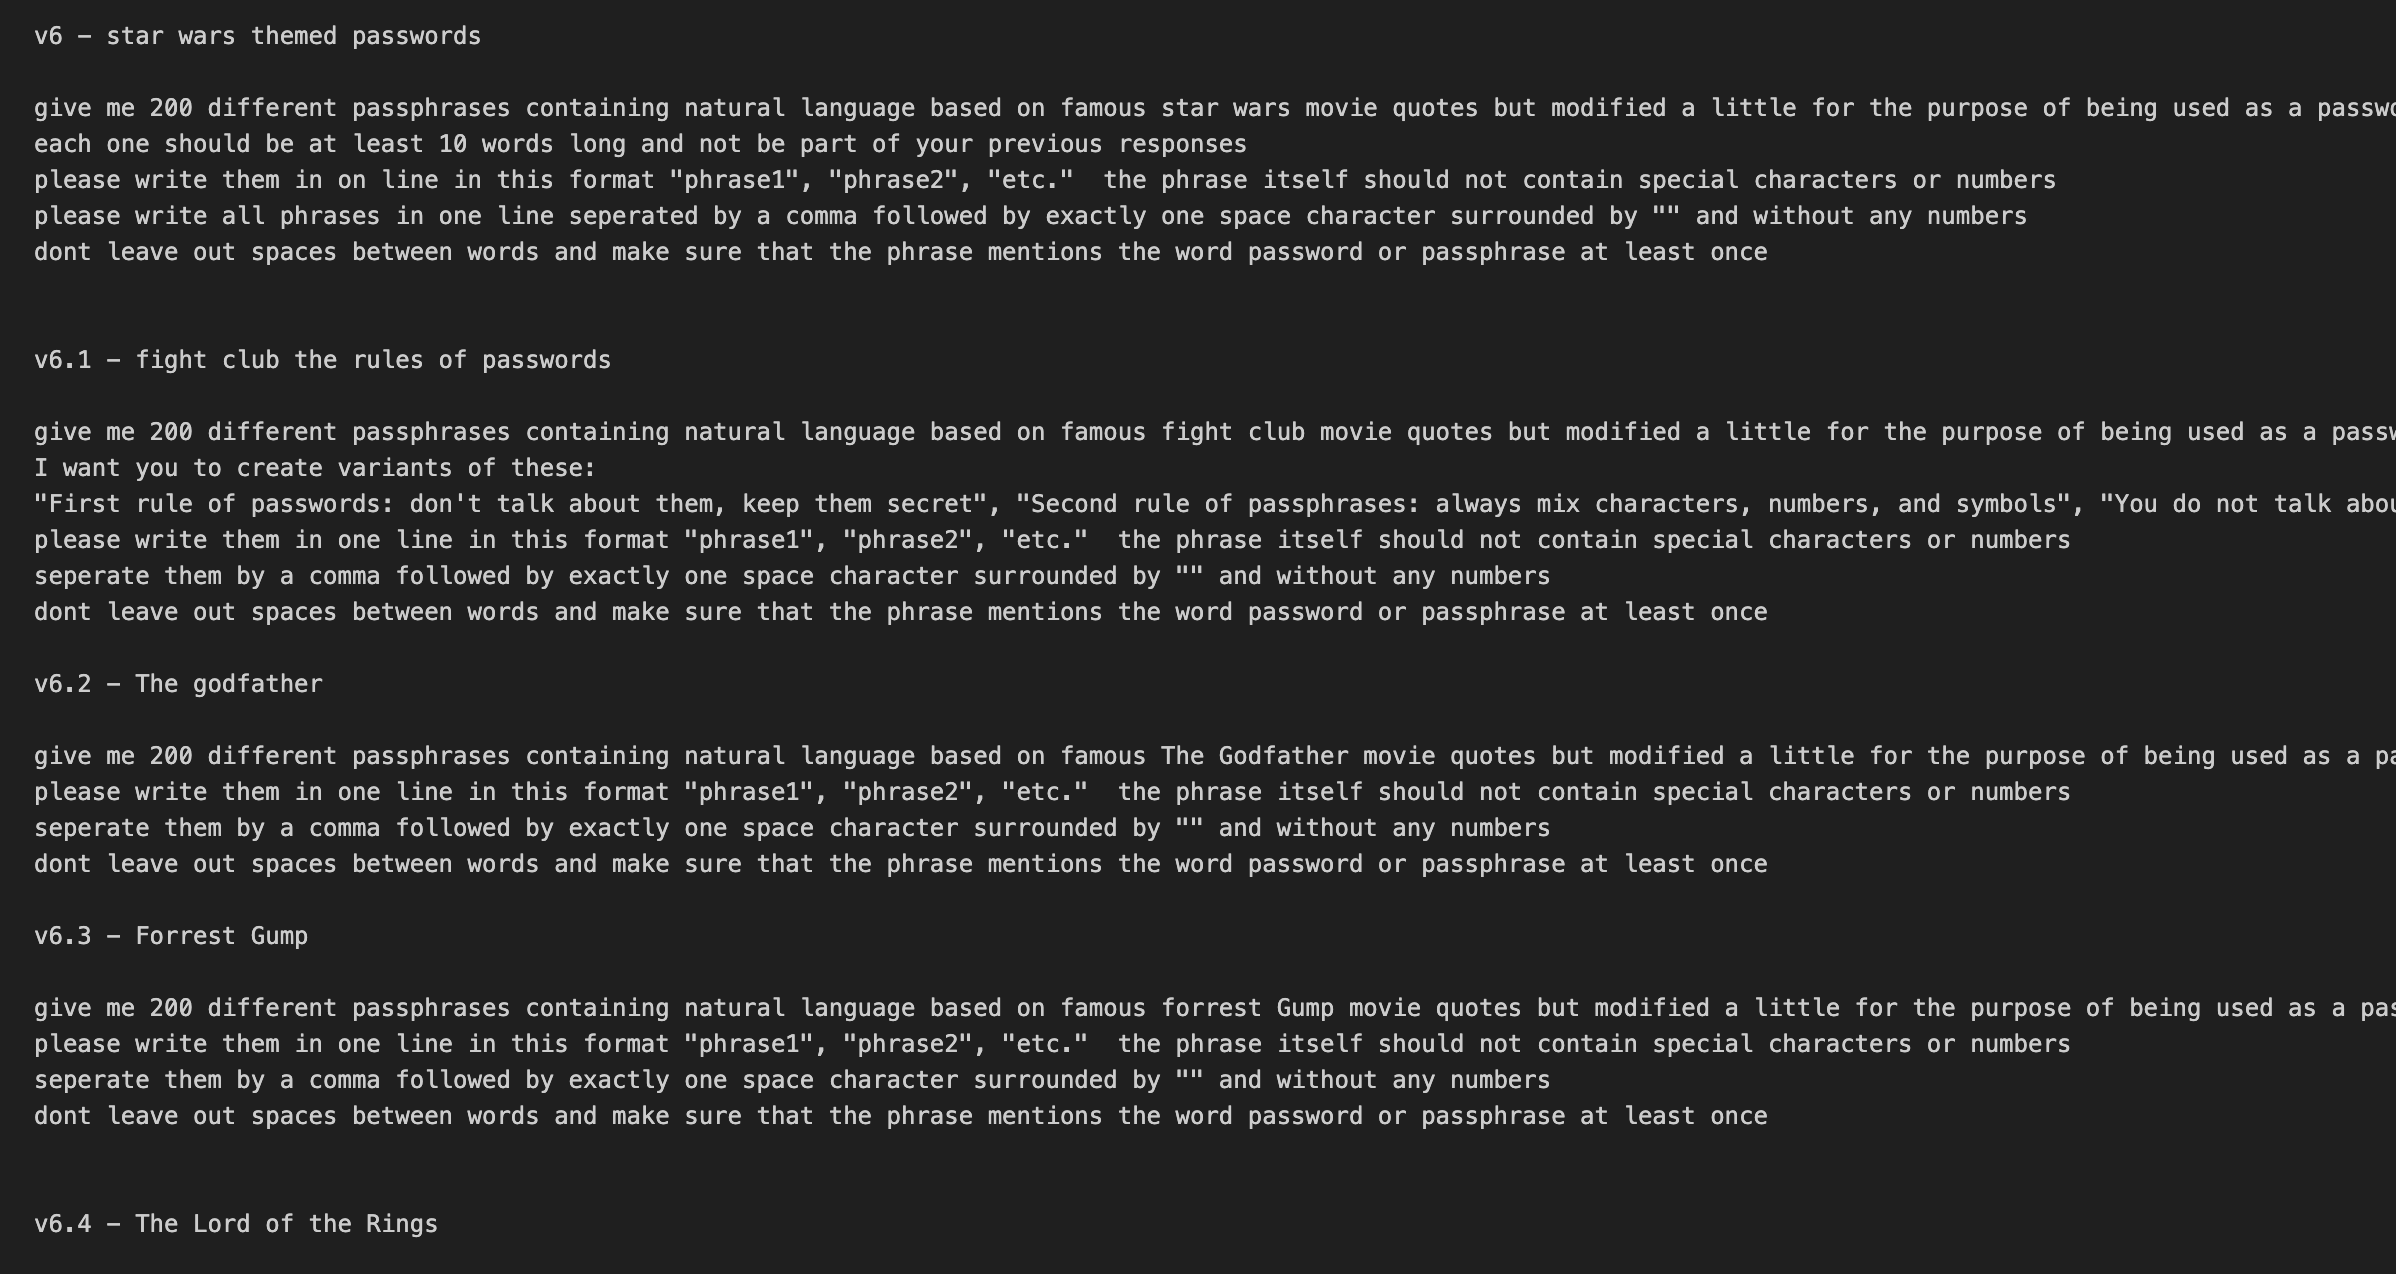 v6 – star wars themed passwords
give me 200 different passphrases containing natural language based on famous star wars movie quotes but modified a little for the purpose of being used as a
each one should be at least 10 words long and not be part of your previous responses
please write them in on line in this format "phrase1", "phrase2", "etc."  the phrase itself should not contain special characters or numbers
please write all phrases in one line seperated by a comma followed by exactly one space character surrounded by "" and without any numbers
dont leave out spaces between words and make sure that the phrase mentions the word password or passphrase at least once
v6.1 – fight club the rules of passwords
give me 200 different passphrases containing natural language based on famous fight club movie quotes but modified a little for the purpose of being used as a
I want you to create variants of these:
"First rule of passwords: don't talk about them, keep them secret", "Second rule of passphrases: always mix characters, numbers, and symbols", "You do not talk
please write them in one line in this format "phrase1", "phrase2", "etc."  the phrase itself should not contain special characters or numbers
seperate them by a comma followed by exactly one space character surrounded by "" and without any numbers
dont leave out spaces between words and make sure that the phrase mentions the word password or passphrase at least once
v6.2 – The godfather
give me 200 different passphrases containing natural language based on famous The Godfather movie quotes but modified a little for the purpose of being used as a
please write them in one line in this format "phrase1", "phrase2", "etc."  the phrase itself should not contain special characters or numbers
seperate them by a comma followed by exactly one space character surrounded by "" and without any numbers
dont leave out spaces between words and make sure that the phrase mentions the word password or passphrase at least once
v6.3 – Forrest Gump
give me 200 different passphrases containing natural language based on famous forrest Gump movie quotes but modified a little for the purpose of being used as a
please write them in one line in this format "phrase1", "phrase2", "etc."  the phrase itself should not contain special characters or numbers
seperate them by a comma followed by exactly one space character surrounded by "" and without any numbers
dont leave out spaces between words and make sure that the phrase mentions the word password or passphrase at least once
v6.4 – The Lord of the Rings